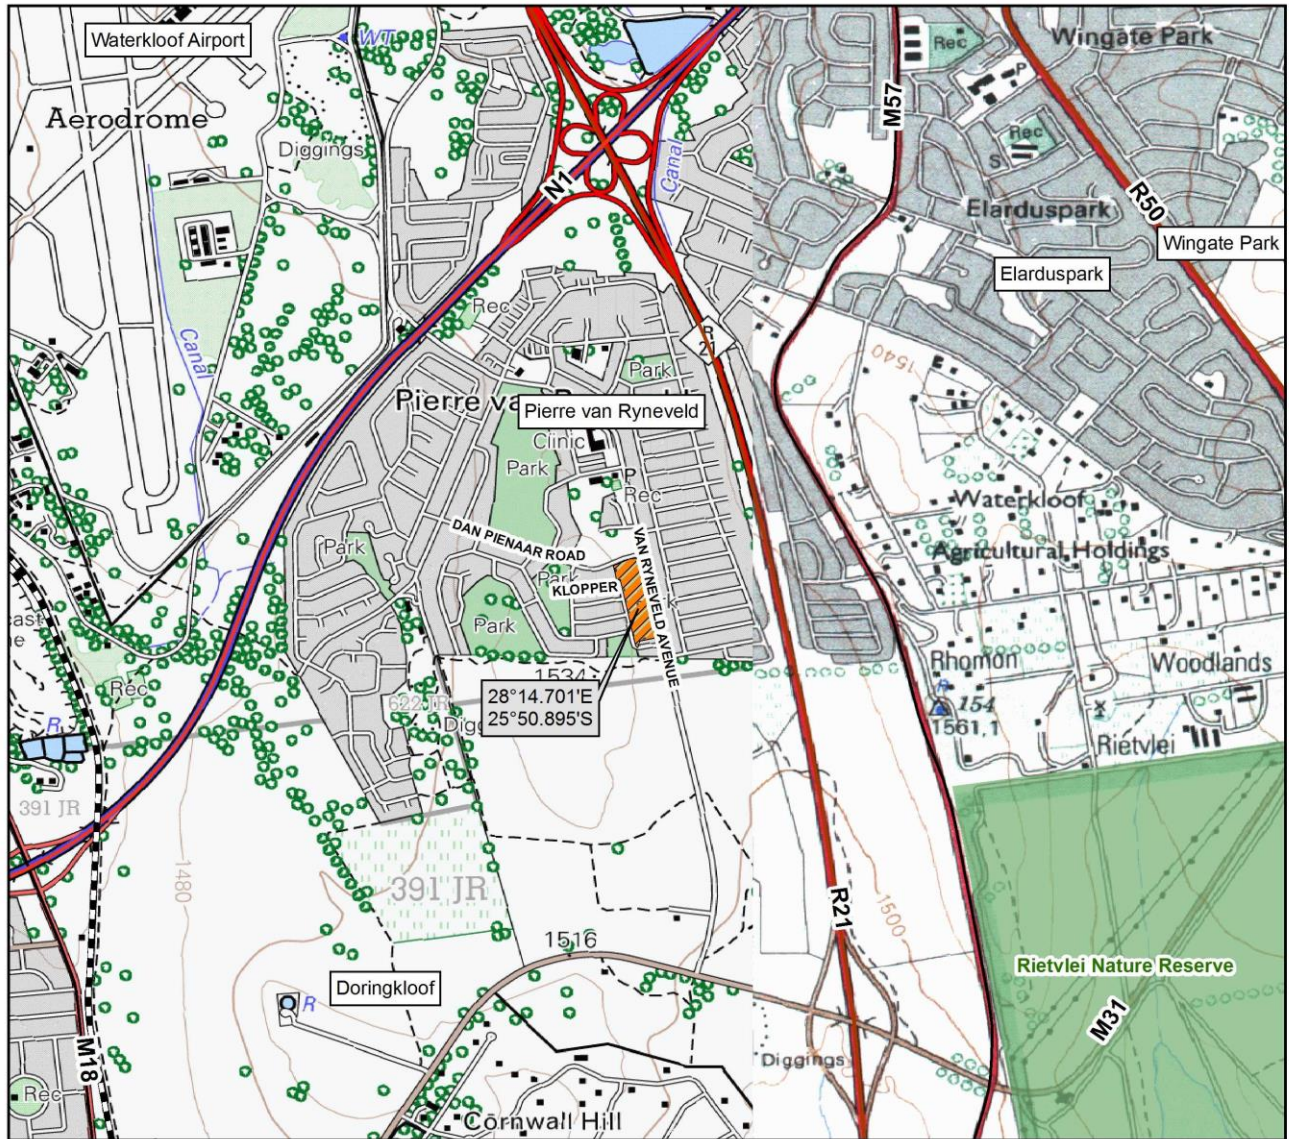 Waterkloof Airport
WT
Aerodrome
Diggings
N1
Canal
Canal
M57
Rec
Wingate Park
P
Rec
S
R50
Elarduspark
Wingate Park
Elarduspark
Rec
R
21
1540
Park
Pierre va
Pierre van Ryneveld
Clinic
Park
P
Rec
Waterkloof
Agricultural Holdings
DAN PIENAAR ROAD
VAN RYNEVELD AVENUE
Park
Park
KLOPPER
Park
1534
28°14.701'E
25°50.895'S
622 JR
Rec
Rhomon
Woodlands
R
154
1561,1
Rietvlei
R
391 JR
1480
391 JR
R21
1500
1516
Rietvlei Nature Reserve
Doringkloof
R
M31
M18
Diggings
Rec
Cornwall Hill